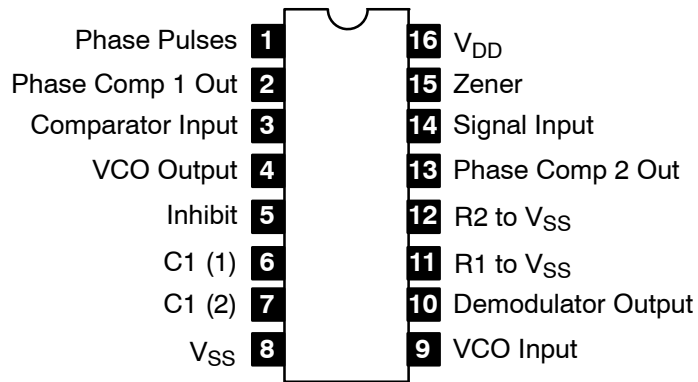 Phase Pulses 1 16 VDD
Phase Comp 1 Out 2 15 Zener
Comparator Input 3 14 Signal Input
VCO Output 4 13 Phase Comp 2 Out
Inhibit 5 12 R2 to VSS
C1 (1) 6 11 R1 to VSS
C1 (2) 7 10 Demodulator Output
VSS 8 9 VCO Input